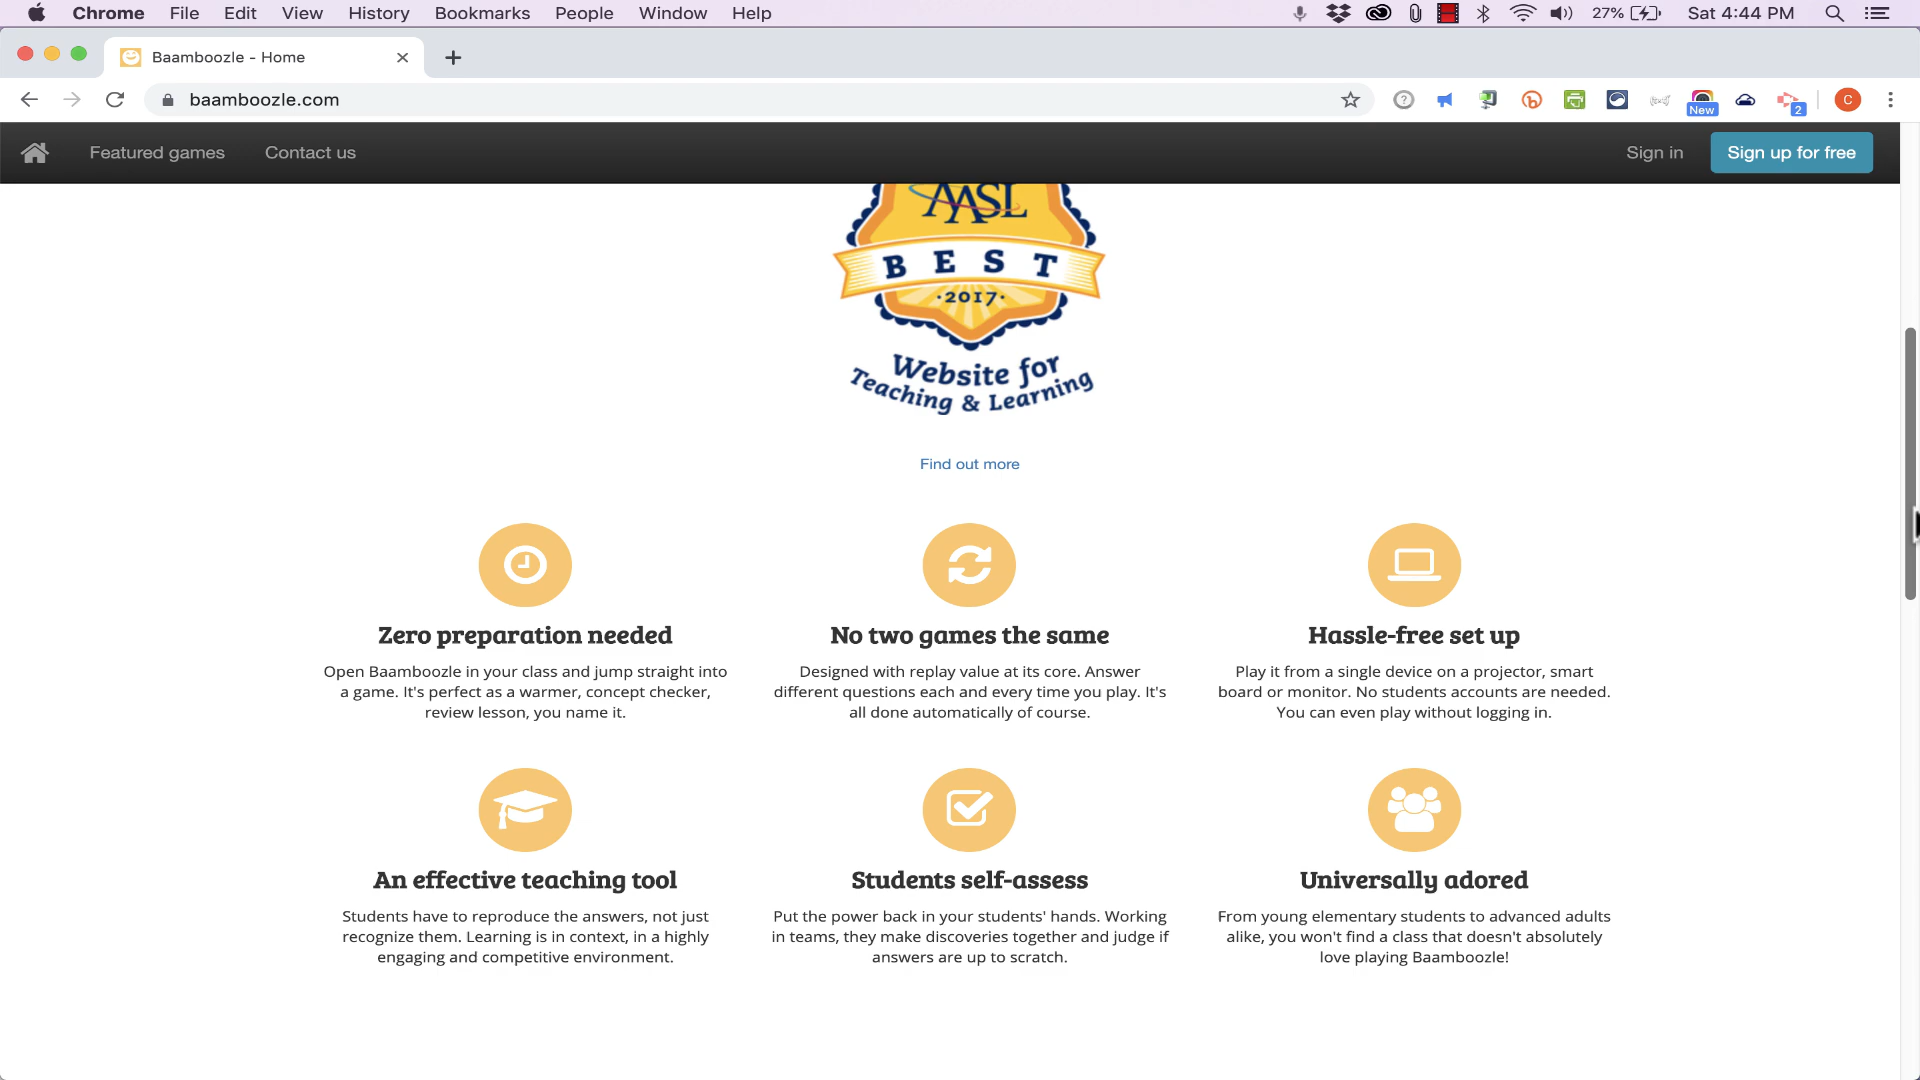 Chrome File Edit View History Bookmarks People Window Help 27% Sat 4:44 PM
Baamboozle - Home
baamboozle.com New 2 C
Featured games Contact us Sign in Sign up for free
AASL
BEST
·2017·
Website for
Teaching & Learning
Find out more
Zero preparation needed
Open Baamboozle in your class and jump straight into
a game. It's perfect as a warmer, concept checker,
review lesson, you name it.
No two games the same
Designed with replay value at its core. Answer
different questions each and every time you play. It's
all done automatically of course.
Hassle-free set up
Play it from a single device on a projector, smart
board or monitor. No students accounts are needed.
You can even play without logging in.
An effective teaching tool
Students have to reproduce the answers, not just
recognize them. Learning is in context, in a highly
engaging and competitive environment.
Students self-assess
Put the power back in your students' hands. Working
in teams, they make discoveries together and judge if
answers are up to scratch.
Universally adored
From young elementary students to advanced adults
alike, you won't find a class that doesn't absolutely
love playing Baamboozle!